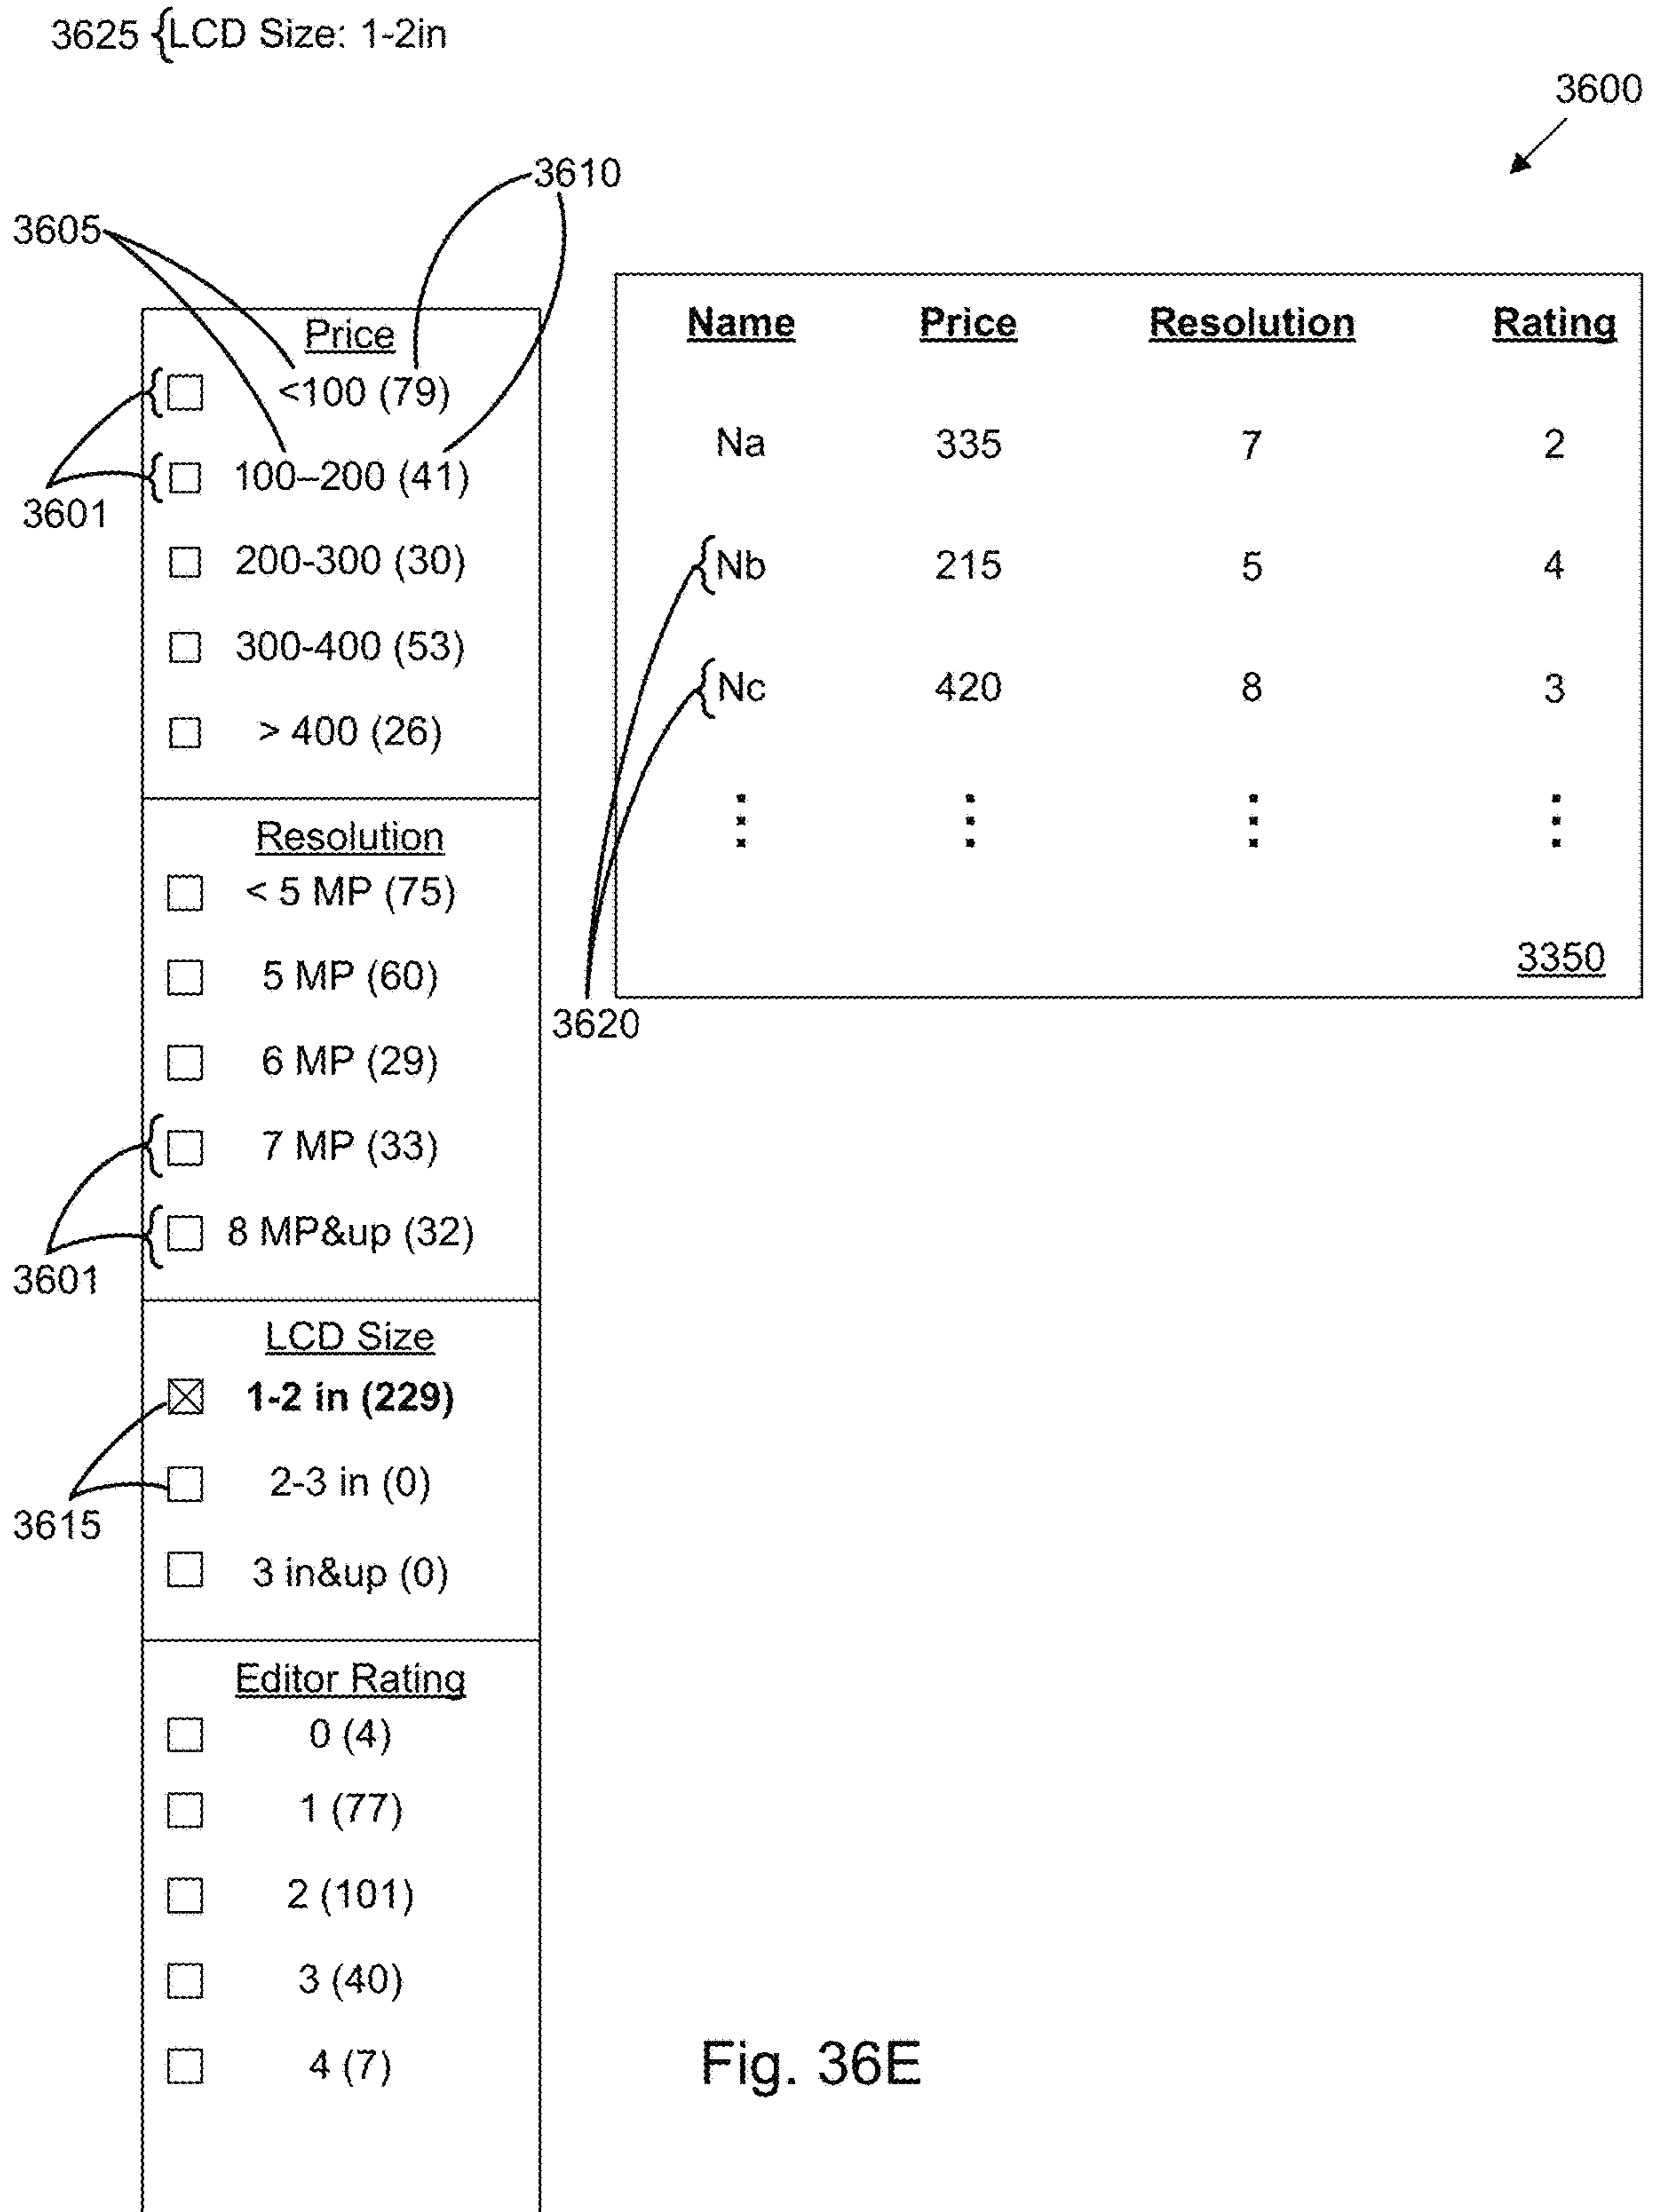 3625 {LCD Size: 1-2in
3600
3610
3605
Price
<100 (79)
100–200 (41)
3601
200-300 (30)
300-400 (53)
> 400 (26)
Resolution
< 5 MP (75)
5 MP (60)
6 MP (29)
7 MP (33)
8 MP&up (32)
3601
LCD Size
1-2 in (229)
2-3 in (0)
3615
3 in&up (0)
Editor Rating
0 (4)
1 (77)
2 (101)
3 (40)
4 (7)
Name Price Resolution Rating
Na 335 7 2
Nb 215 5 4
Nc 420 8 3
3350
3620
Fig. 36E